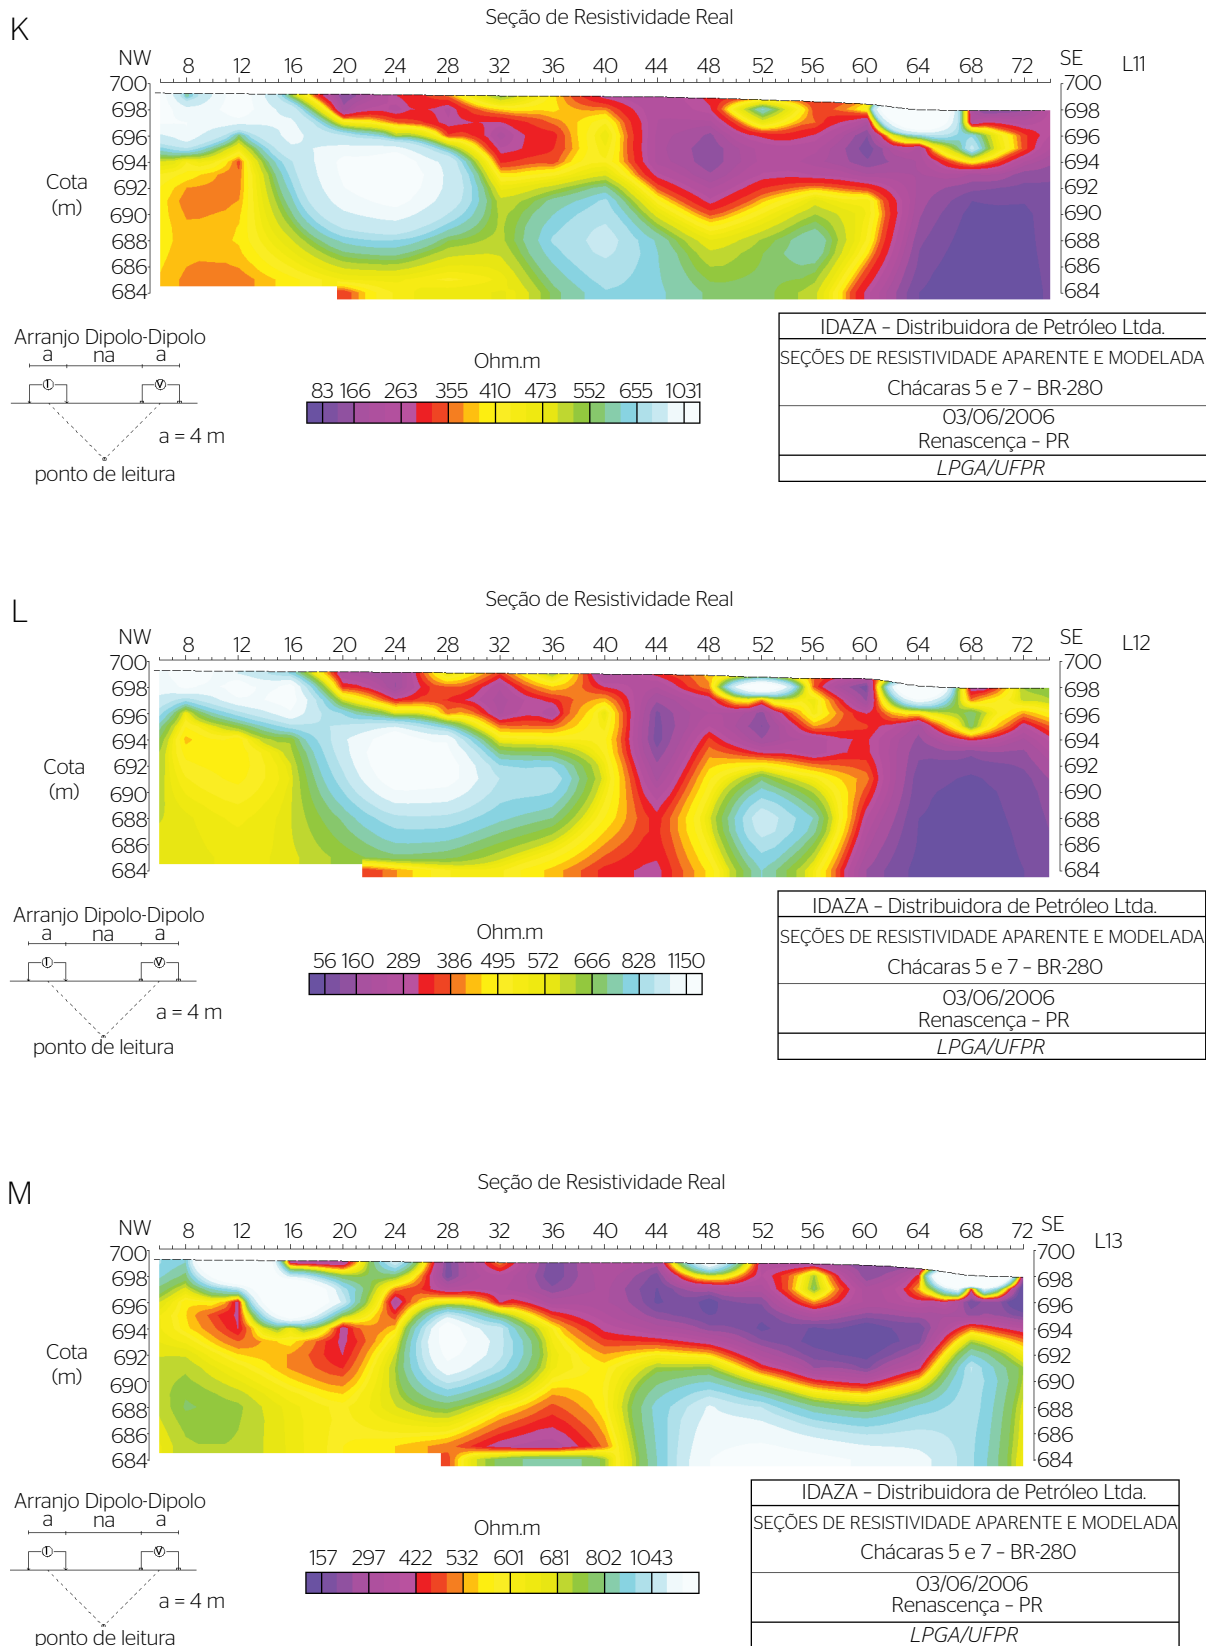 K
Seção de Resistividade Real
NW 8 12 16 20 24 28 32 36 40 44 48 52 56 60 64 68 72 SE L11
700 700
698 698
696 696
694 694
692 692
690 690
688 688
686 686
684 684
Cota
(m)
Arranjo Dipolo-Dipolo
a na a
I V
a = 4 m
ponto de leitura
Ohm.m
83 166 263 355 410 473 552 655 1031
IDAZA - Distribuidora de Petróleo Ltda.
SEÇÕES DE RESISTIVIDADE APARENTE E MODELADA
Chácaras 5 e 7 - BR-280
03/06/2006
Renascença - PR
LPGA/UFPR
L
Seção de Resistividade Real
NW 8 12 16 20 24 28 32 36 40 44 48 52 56 60 64 68 72 SE L12
700 700
698 698
696 696
694 694
692 692
690 690
688 688
686 686
684 684
Cota
(m)
Arranjo Dipolo-Dipolo
a na a
I V
a = 4 m
ponto de leitura
Ohm.m
56 160 289 386 495 572 666 828 1150
IDAZA - Distribuidora de Petróleo Ltda.
SEÇÕES DE RESISTIVIDADE APARENTE E MODELADA
Chácaras 5 e 7 - BR-280
03/06/2006
Renascença - PR
LPGA/UFPR
M
Seção de Resistividade Real
NW 8 12 16 20 24 28 32 36 40 44 48 52 56 60 64 68 72 SE L13
700 700
698 698
696 696
694 694
692 692
690 690
688 688
686 686
684 684
Cota
(m)
Arranjo Dipolo-Dipolo
a na a
I V
a = 4 m
ponto de leitura
Ohm.m
157 297 422 532 601 681 802 1043
IDAZA - Distribuidora de Petróleo Ltda.
SEÇÕES DE RESISTIVIDADE APARENTE E MODELADA
Chácaras 5 e 7 - BR-280
03/06/2006
Renascença - PR
LPGA/UFPR